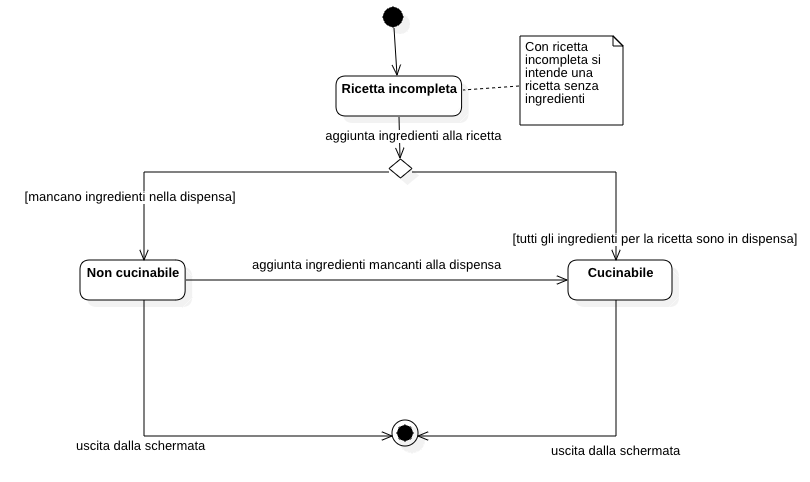 Con ricetta
incompleta si
intende una
ricetta senza
ingredienti
Ricetta incompleta
aggiunta ingredienti alla ricetta
[mancano ingredienti nella dispensa]
[tutti gli ingredienti per la ricetta sono in dispensa]
Non cucinabile
aggiunta ingredienti mancanti alla dispensa
Cucinabile
uscita dalla schermata
uscita dalla schermata